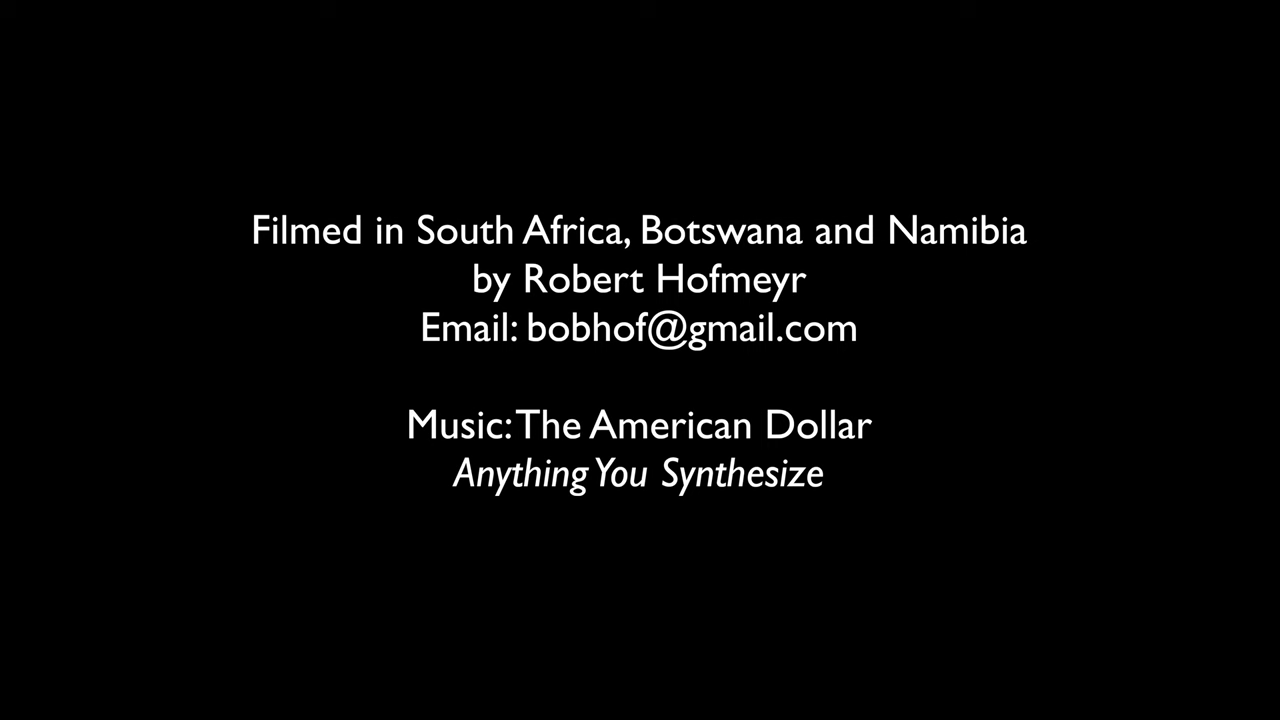 Filmed in South Africa, Botswana and Namibia
by Robert Hofmeyr
Email: bobhof@gmail.com
Music: The American Dollar
Anything You Synthesize